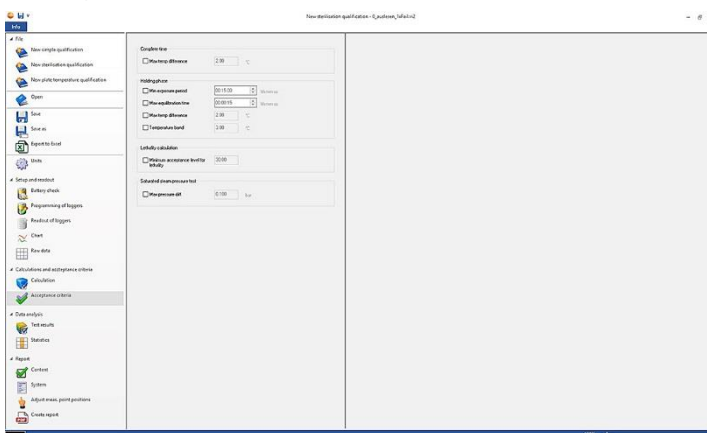 New sterilisation qualification - 0_auslesen_1xfail.ini2
Info
File
New simple qualification
New sterilisation qualification
New plate temperature qualification
Open
Save
Save as
Export to Excel
Units
Setup and readout
Battery check
Programming of loggers
Readout of loggers
Chart
Raw data
Calculations and acceptance criteria
Calculation
Acceptance criteria
Data analysis
Test results
Statistics
Report
Content
System
Adjust meas. point positions
Create report
Complete time
Max temp difference 2.00 °C
Holding phase
Min exposure period 00:15:00
Max equilibration time 00:00:15
Max temp difference 2.00 °C
Temperature band 3.00 °C
Lethality calculation
Minimum acceptance level for lethality 30.00
Saturated steam pressure test
Max pressure diff. 0.100 bar